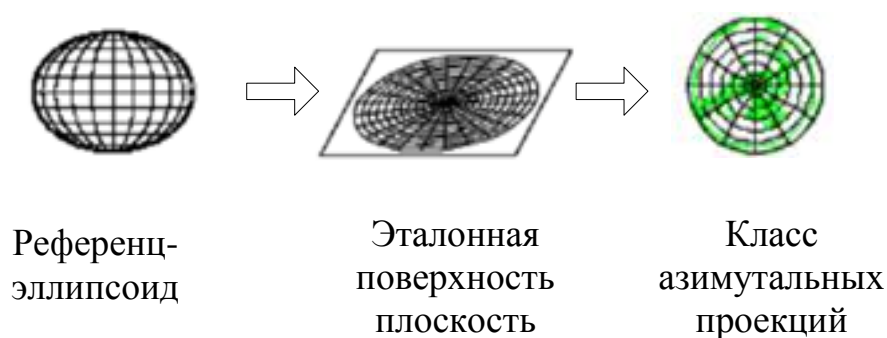 Референц-
эллипсоид
Эталонная
поверхность
плоскость
Класс
азимутальных
проекций